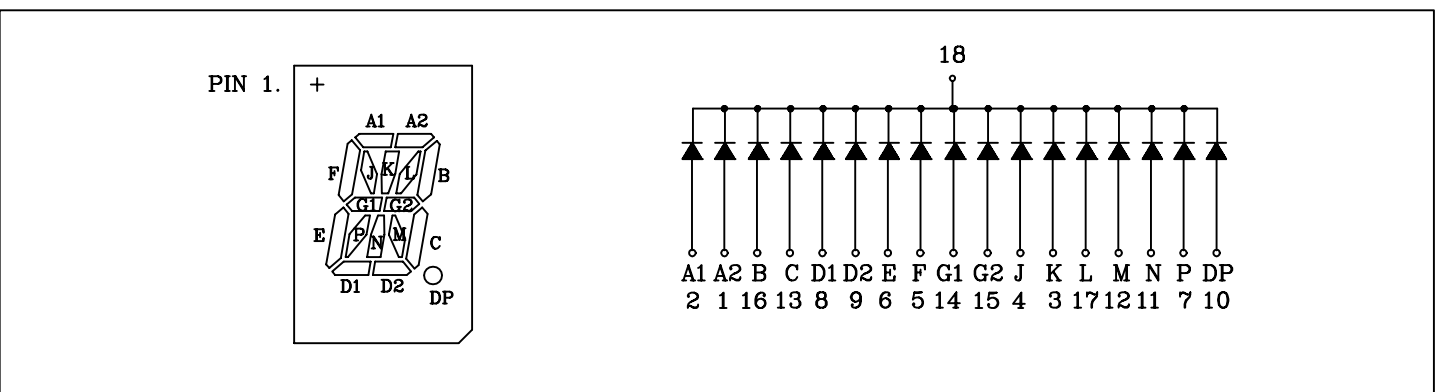 PIN 1. +
A1 A2
F J K L B
G1 G2
E P N M C
D1 D2
DP
18
A1 A2 B C D1 D2 E F G1 G2 J K L M N P DP
2 1 16 13 8 9 6 5 14 15 4 3 17 12 11 7 10